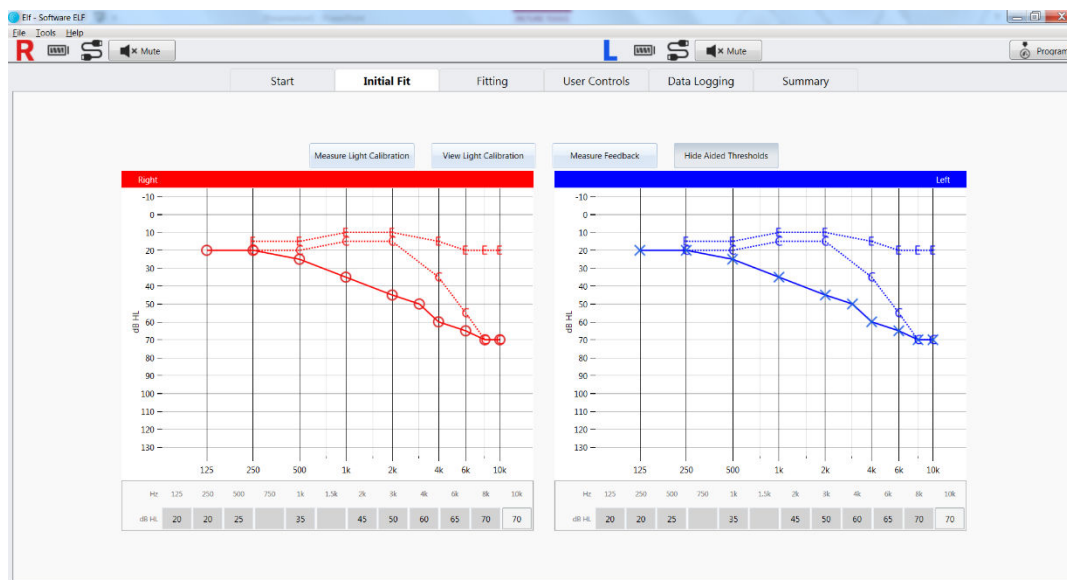 Elf - Software ELF
File Tools Help
R Mute L Mute Program
Start Initial Fit Fitting User Controls Data Logging Summary
Measure Light Calibration View Light Calibration Measure Feedback Hide Aided Thresholds
Right Left
-10 -10
0 0
10 10
20 20
30 30
40 40
50 50
60 60
70 70
80 80
90 90
100 100
110 110
120 120
130 130
dB HL dB HL
125 250 500 1k 2k 4k 6k 10k 125 250 500 1k 2k 4k 6k 10k
Hz 125 250 500 750 1k 1.5k 2k 3k 4k 6k 8k 10k Hz 125 250 500 750 1k 1.5k 2k 3k 4k 6k 8k 10k
dB HL 20 20 25 35 45 50 60 65 70 70 dB HL 20 20 25 35 45 50 60 65 70 70